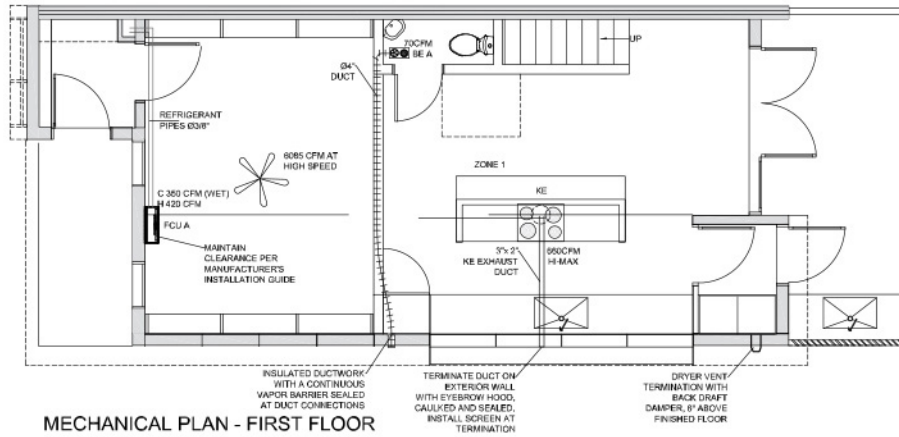 70CFM
BE A
UP
Ø4"
DUCT
REFRIGERANT
PIPES Ø3/8"
6085 CFM AT
HIGH SPEED
ZONE 1
C 350 CFM (WET)
H 420 CFM
KE
FCU A
MAINTAIN
CLEARANCE PER
MANUFACTURER'S
INSTALLATION GUIDE
3"x 2"
KE EXHAUST
DUCT
660CFM
HI-MAX
INSULATED DUCTWORK
WITH A CONTINUOUS
VAPOR BARRIER SEALED
AT DUCT CONNECTIONS
TERMINATE DUCT ON
EXTERIOR WALL
WITH EYEBROW HOOD,
CAULKED AND SEALED,
INSTALL SCREEN AT
TERMINATION
DRYER VENT
TERMINATION WITH
BACK DRAFT
DAMPER, 6" ABOVE
FINISHED FLOOR
MECHANICAL PLAN - FIRST FLOOR